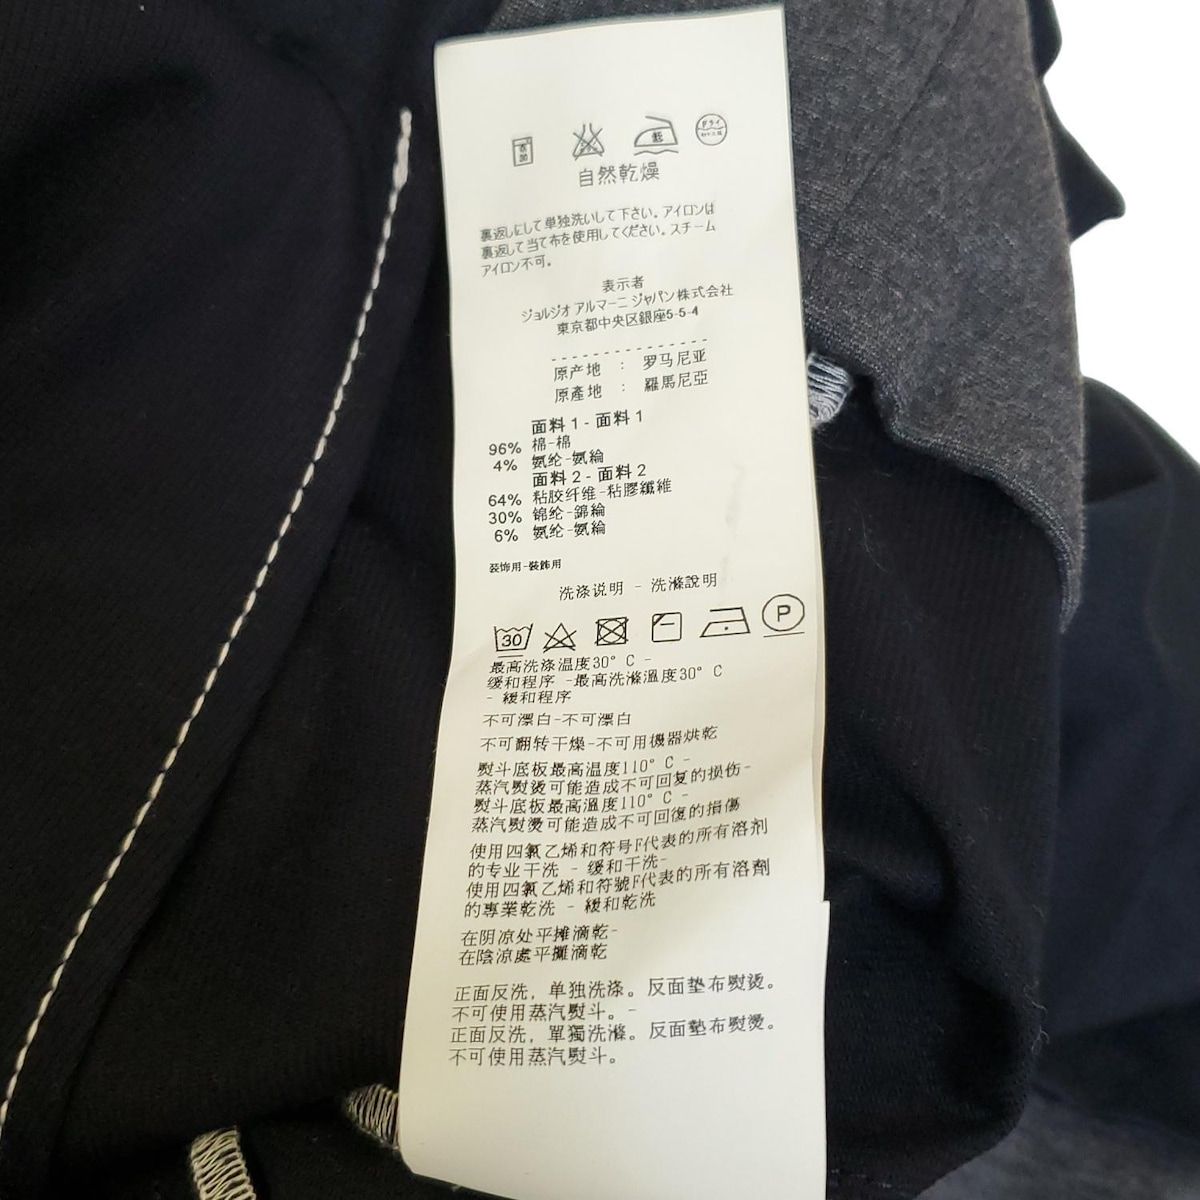 低
ドライ
自然乾燥
裏返しにして単独洗いして下さい。アイロンは
裏返して当て布を使用してください。スチーム
アイロン不可。
表示者
ジョルジオ アルマーニ ジャパン株式会社
東京都中央区銀座5-5-4
原产地 : 罗马尼亚
原產地 : 羅馬尼亞
面料1 - 面料1
96% 棉-棉
4% 氨纶-氨綸
面料2 - 面料2
64% 粘胶纤维-粘膠纖維
30% 锦纶-錦綸
6% 氨纶-氨綸
装饰用-裝飾用
洗涤说明 - 洗滌說明
30 P
最高洗涤温度30° C -
缓和程序 -最高洗滌溫度30° C
- 緩和程序
不可漂白-不可漂白
不可翻转干燥-不可用機器烘乾
熨斗底板最高温度110° C -
蒸汽熨烫可能造成不可回复的损伤-
熨斗底板最高溫度110° C -
蒸汽熨燙可能造成不可回復的損傷
使用四氯乙烯和符号F代表的所有溶剂
的专业干洗 - 缓和干洗-
使用四氯乙烯和符號F代表的所有溶劑
的專業乾洗 - 緩和乾洗
在阴凉处平摊滴乾-
在陰涼處平攤滴乾
正面反洗，单独洗涤。反面垫布熨烫。
不可使用蒸汽熨斗。-
正面反洗，單獨洗滌。反面墊布熨燙。
不可使用蒸汽熨斗。